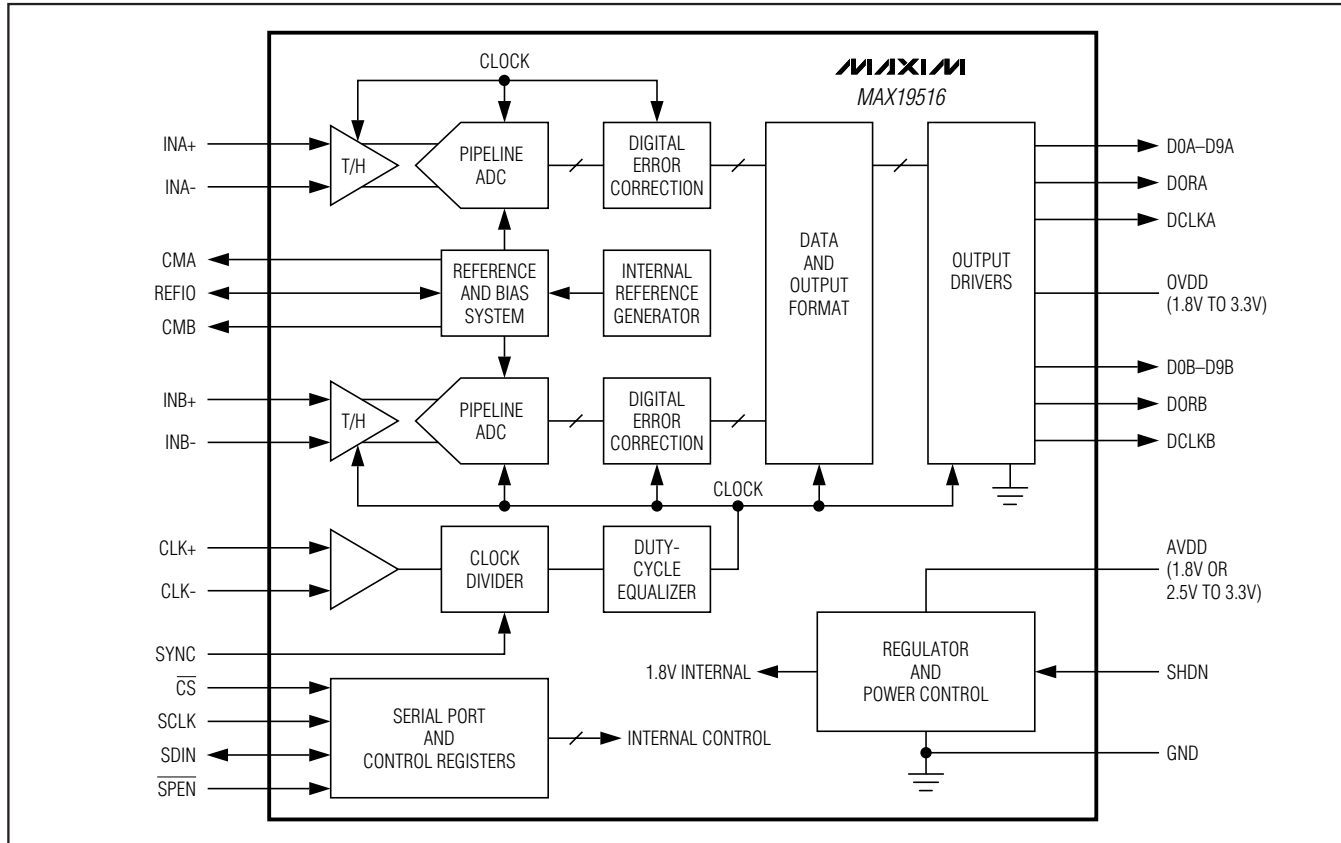 CLOCK
MAXIM
MAX19516
INA+
INA-
T/H
PIPELINE
ADC
DIGITAL
ERROR
CORRECTION
DATA
AND
OUTPUT
FORMAT
OUTPUT
DRIVERS
D0A–D9A
DORA
DCLKA
CMA
REFIO
CMB
REFERENCE
AND BIAS
SYSTEM
INTERNAL
REFERENCE
GENERATOR
OVDD
(1.8V TO 3.3V)
INB+
INB-
T/H
PIPELINE
ADC
DIGITAL
ERROR
CORRECTION
D0B–D9B
DORB
DCLKB
CLOCK
CLK+
CLK-
CLOCK
DIVIDER
DUTY-
CYCLE
EQUALIZER
AVDD
(1.8V OR
2.5V TO 3.3V)
SYNC
CS
SCLK
SDIN
SPEN
SERIAL PORT
AND
CONTROL REGISTERS
INTERNAL CONTROL
1.8V INTERNAL
REGULATOR
AND
POWER CONTROL
SHDN
GND